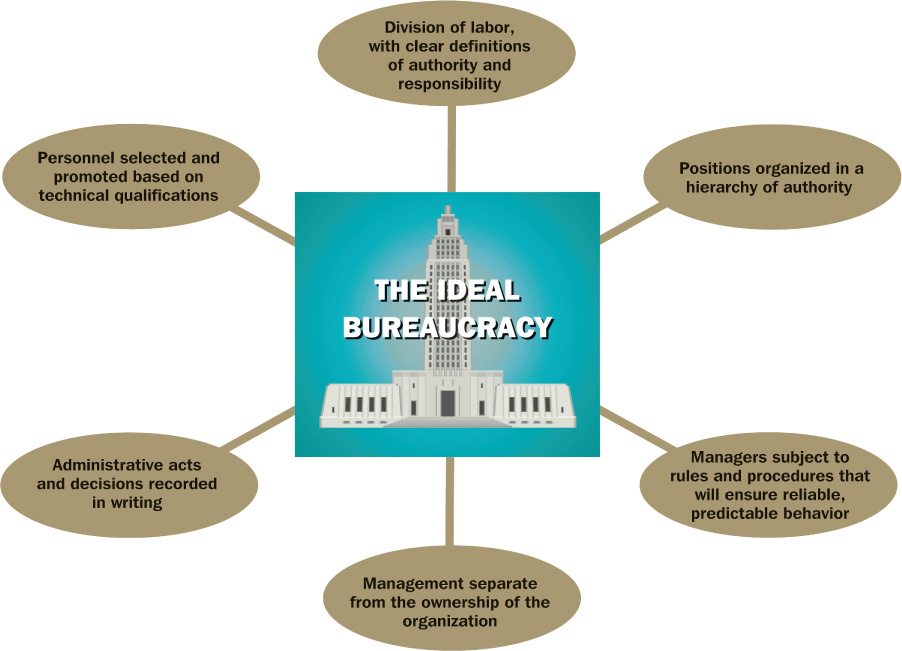 Division of labor,
with clear definitions
of authority and
responsibility
Personnel selected and
promoted based on
technical qualifications
Positions organized in a
hierarchy of authority
THE IDEAL
BUREAUCRACY
Administrative acts
and decisions recorded
in writing
Managers subject to
rules and procedures that
will ensure reliable,
predictable behavior
Management separate
from the ownership of the
organization